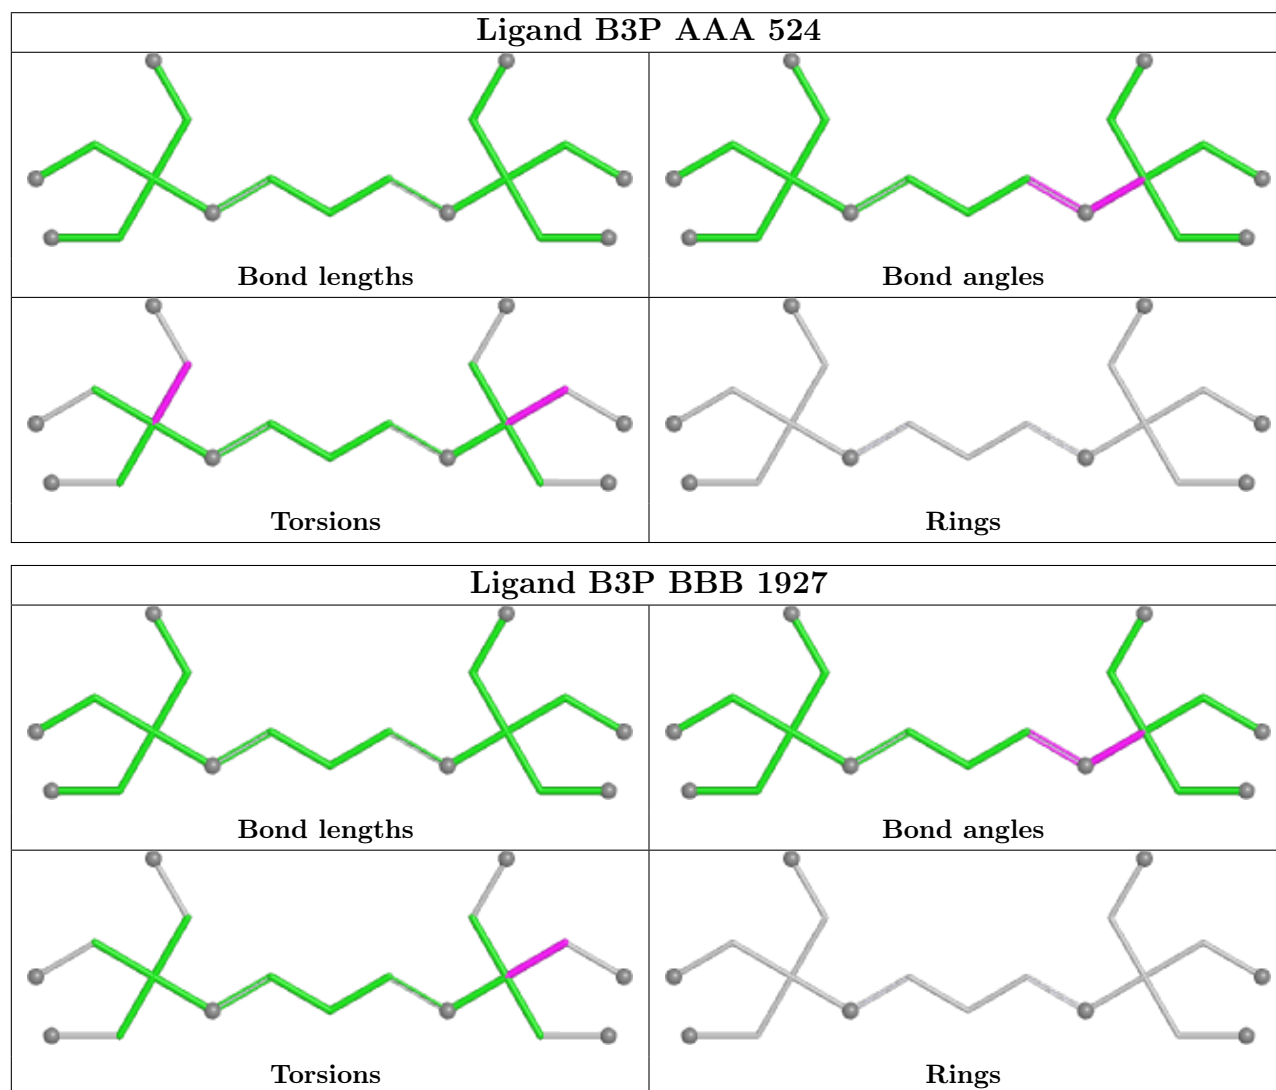 Ligand B3P AAA 524
Bond lengths
Bond angles
Torsions
Rings
Ligand B3P BBB 1927
Bond lengths
Bond angles
Torsions
Rings